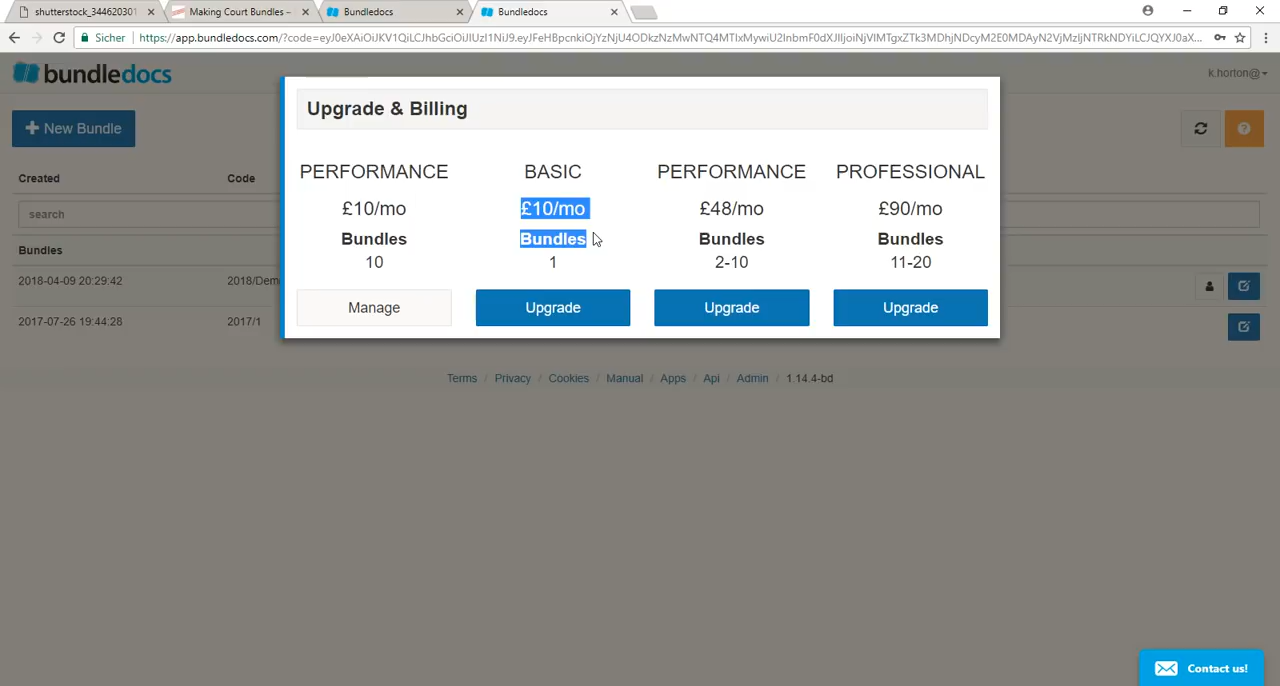 shutterstock_344620301
Making Court Bundles –
Bundledocs
Bundledocs
Sicher
https://app.bundledocs.com/?code=eyJ0eXAiOiJKV1QiLCJhbGciOiJIUzI1NiJ9.
bundledocs
k.horton@
Upgrade & Billing
New Bundle
PERFORMANCE BASIC PERFORMANCE PROFESSIONAL
£10/mo £10/mo £48/mo £90/mo
Bundles Bundles Bundles Bundles
10 1 2-10 11-20
Manage Upgrade Upgrade Upgrade
Created Code
search
Bundles
2018-04-09 20:29:42 2018/Dem
2017-07-26 19:44:28 2017/1
Terms / Privacy / Cookies / Manual / Apps / Api / Admin / 1.14.4-bd
Contact us!